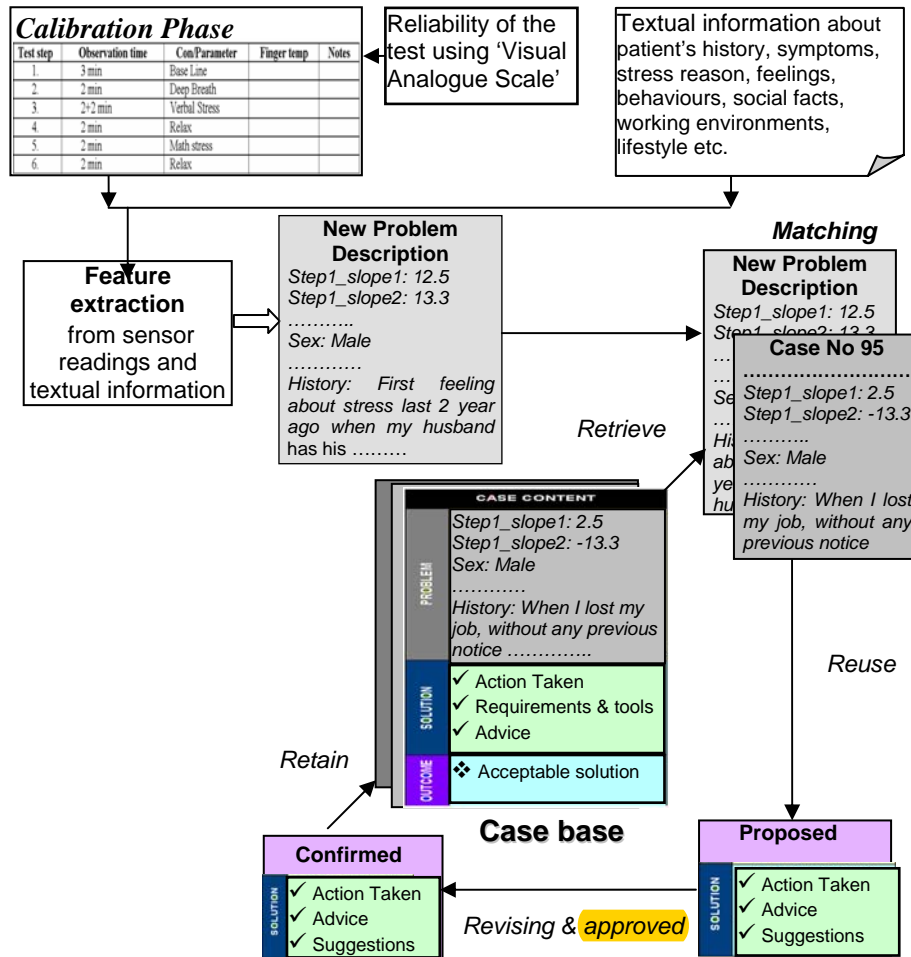 Calibration Phase
Test step Observation time Con/Parameter Finger temp Notes
1. 3 min Base Line
2. 2 min Deep Breath
3. 2+2 min Verbal Stress
4. 2 min Relax
5. 2 min Math stress
6. 2 min Relax
Reliability of the
test using ‘Visual
Analogue Scale’
Textual information about
patient’s history, symptoms,
stress reason, feelings,
behaviours, social facts,
working environments,
lifestyle etc.
Feature
extraction
from sensor
readings and
textual information
New Problem
Description
Step1_slope1: 12.5
Step1_slope2: 13.3
………..
Sex: Male
…………
History: First feeling
about stress last 2 year
ago when my husband
has his ………
Matching
New Problem
Description
Step1_slope1: 12.5
Step1_slope2: 13.3
…
…
Se
…
His
ab
ye
hu
Case No 95
………………………
Step1_slope1: 2.5
Step1_slope2: -13.3
………..
Sex: Male
…………
History: When I lost
my job, without any
previous notice
Retrieve
CASE CONTENT
PROBLEM
Step1_slope1: 2.5
Step1_slope2: -13.3
Sex: Male
…………
History: When I lost my
job, without any previous
notice …………..
SOLUTION
✓ Action Taken
✓ Requirements & tools
✓ Advice
OUTCOME
❖ Acceptable solution
Case base
Reuse
Retain
Proposed
SOLUTION
✓ Action Taken
✓ Advice
✓ Suggestions
Revising & approved
Confirmed
SOLUTION
✓ Action Taken
✓ Advice
✓ Suggestions